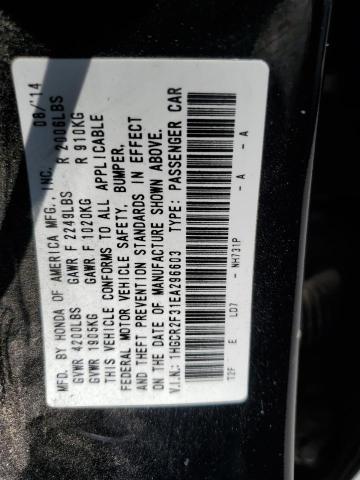 MFD. BY HONDA OF AMERICA MFG., INC. 08/'14
GVWR 4200LBS GAWR F 2249LBS R 2006LBS
GVWR 1905KG GAWR F 1020KG R 910KG
THIS VEHICLE CONFORMS TO ALL APPLICABLE
FEDERAL MOTOR VEHICLE SAFETY, BUMPER,
AND THEFT PREVENTION STANDARDS IN EFFECT
ON THE DATE OF MANUFACTURE SHOWN ABOVE.
V.I.N.: 1HGCR2F31EA296603 TYPE: PASSENGER CAR
T2F E LD7 - NH731P - A - A